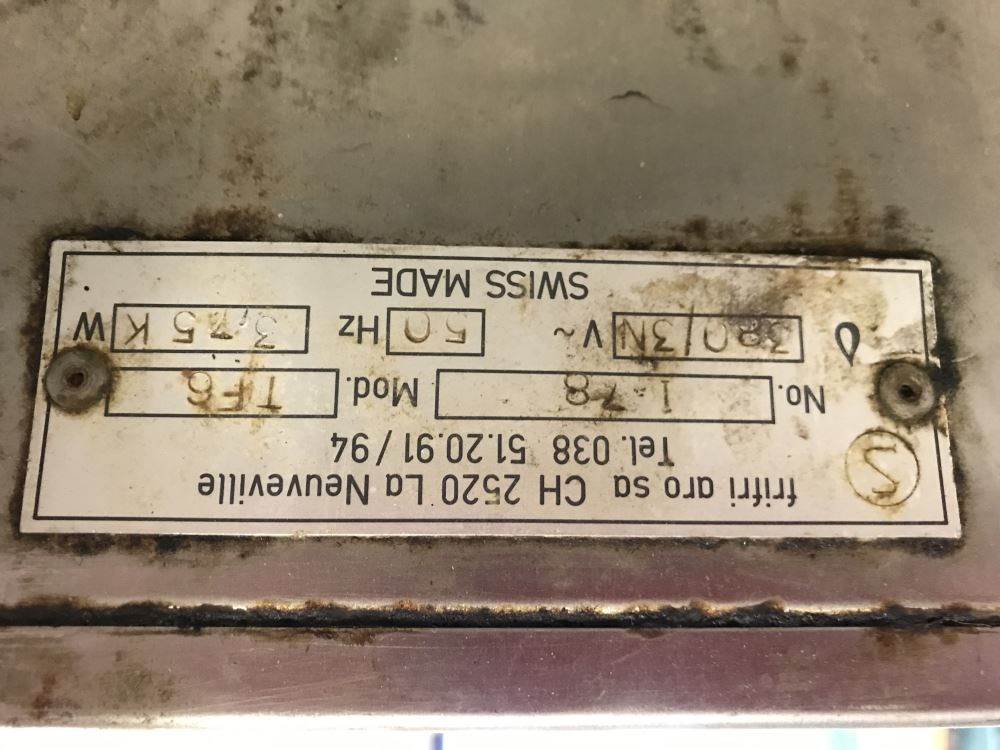 frifri aro sa CH 2520 La Neuveville
Tel. 038 51.20.91 / 94
No. 1-78 Mod. TF6
380/3N V~ 50 Hz 3,75 K W
SWISS MADE